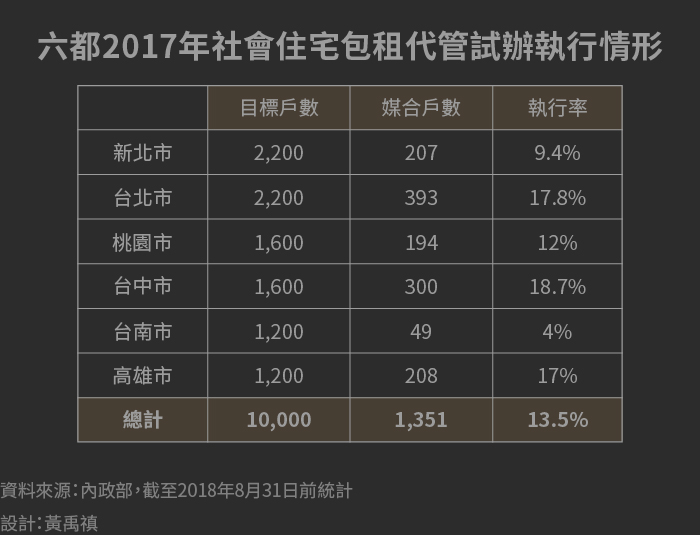 六都2017年社會住宅包租代管試辦執行情形
目標戶數 媒合戶數 執行率
新北市 2,200 207 9.4%
台北市 2,200 393 17.8%
桃園市 1,600 194 12%
台中市 1,600 300 18.7%
台南市 1,200 49 4%
高雄市 1,200 208 17%
總計 10,000 1,351 13.5%
資料來源：內政部，截至2018年8月31日前統計
設計：黃禹禛